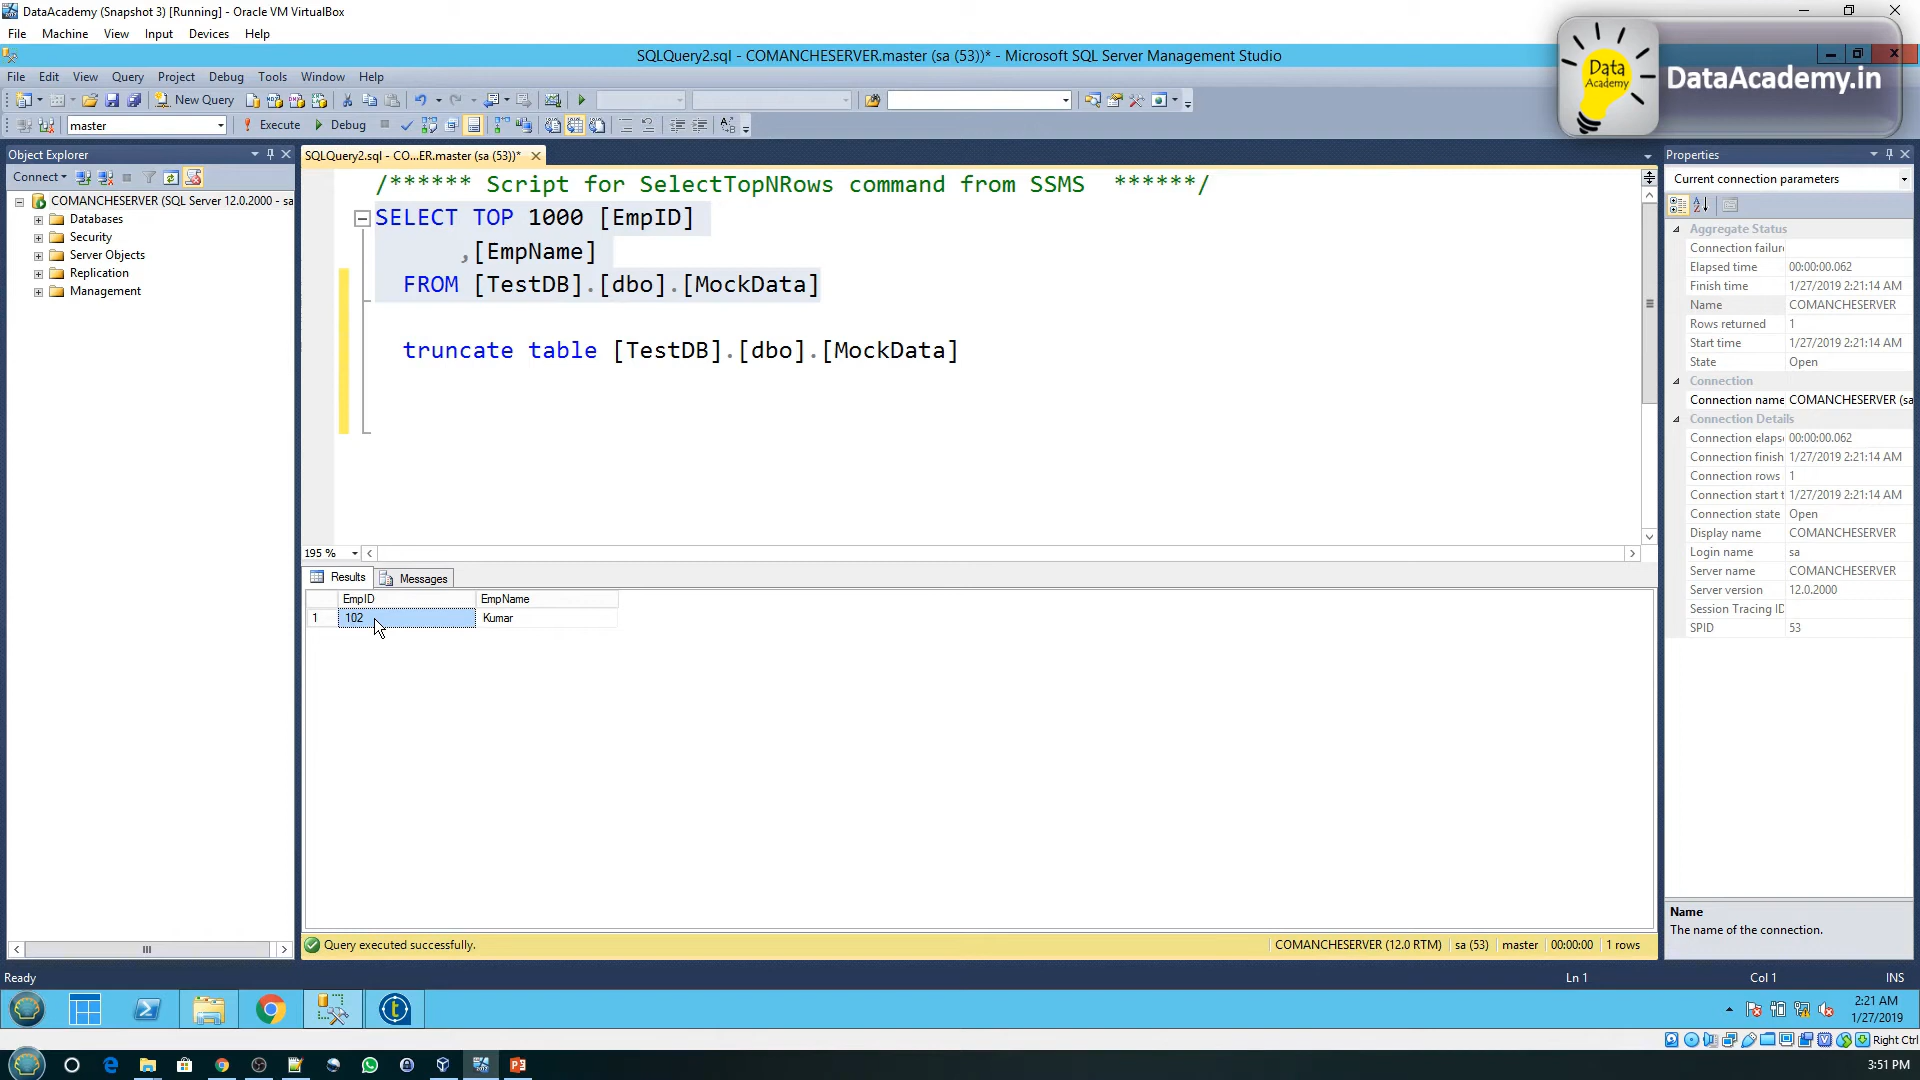 DataAcademy (Snapshot 3) [Running] - Oracle VM VirtualBox
File Machine View Input Devices Help
SQLQuery2.sql - COMANCHESERVER.master (sa (53))* - Microsoft SQL Server Management Studio
Data
Academy
DataAcademy.in
File Edit View Query Project Debug Tools Window Help
New Query
master
Execute
Debug
Object Explorer
Connect
COMANCHESERVER (SQL Server 12.0.2000 - sa
Databases
Security
Server Objects
Replication
Management
SQLQuery2.sql - CO...ER.master (sa (53))*
/****** Script for SelectTopNRows command from SSMS ******/
SELECT TOP 1000 [EmpID]
,[EmpName]
FROM [TestDB].[dbo].[MockData]
truncate table [TestDB].[dbo].[MockData]
195 %
Results
Messages
EmpID EmpName
1 102 Kumar
Query executed successfully.
COMANCHESERVER (12.0 RTM) sa (53) master 00:00:00 1 rows
Properties
Current connection parameters
Aggregate Status
Connection failur
Elapsed time 00:00:00.062
Finish time 1/27/2019 2:21:14 AM
Name COMANCHESERVER
Rows returned 1
Start time 1/27/2019 2:21:14 AM
State Open
Connection
Connection name COMANCHESERVER (sa
Connection Details
Connection elaps 00:00:00.062
Connection finish 1/27/2019 2:21:14 AM
Connection rows 1
Connection start t 1/27/2019 2:21:14 AM
Connection state Open
Display name COMANCHESERVER
Login name sa
Server name COMANCHESERVER
Server version 12.0.2000
Session Tracing ID
SPID 53
Name
The name of the connection.
Ready
Ln 1 Col 1 INS
2:21 AM
1/27/2019
Right Ctrl
3:51 PM